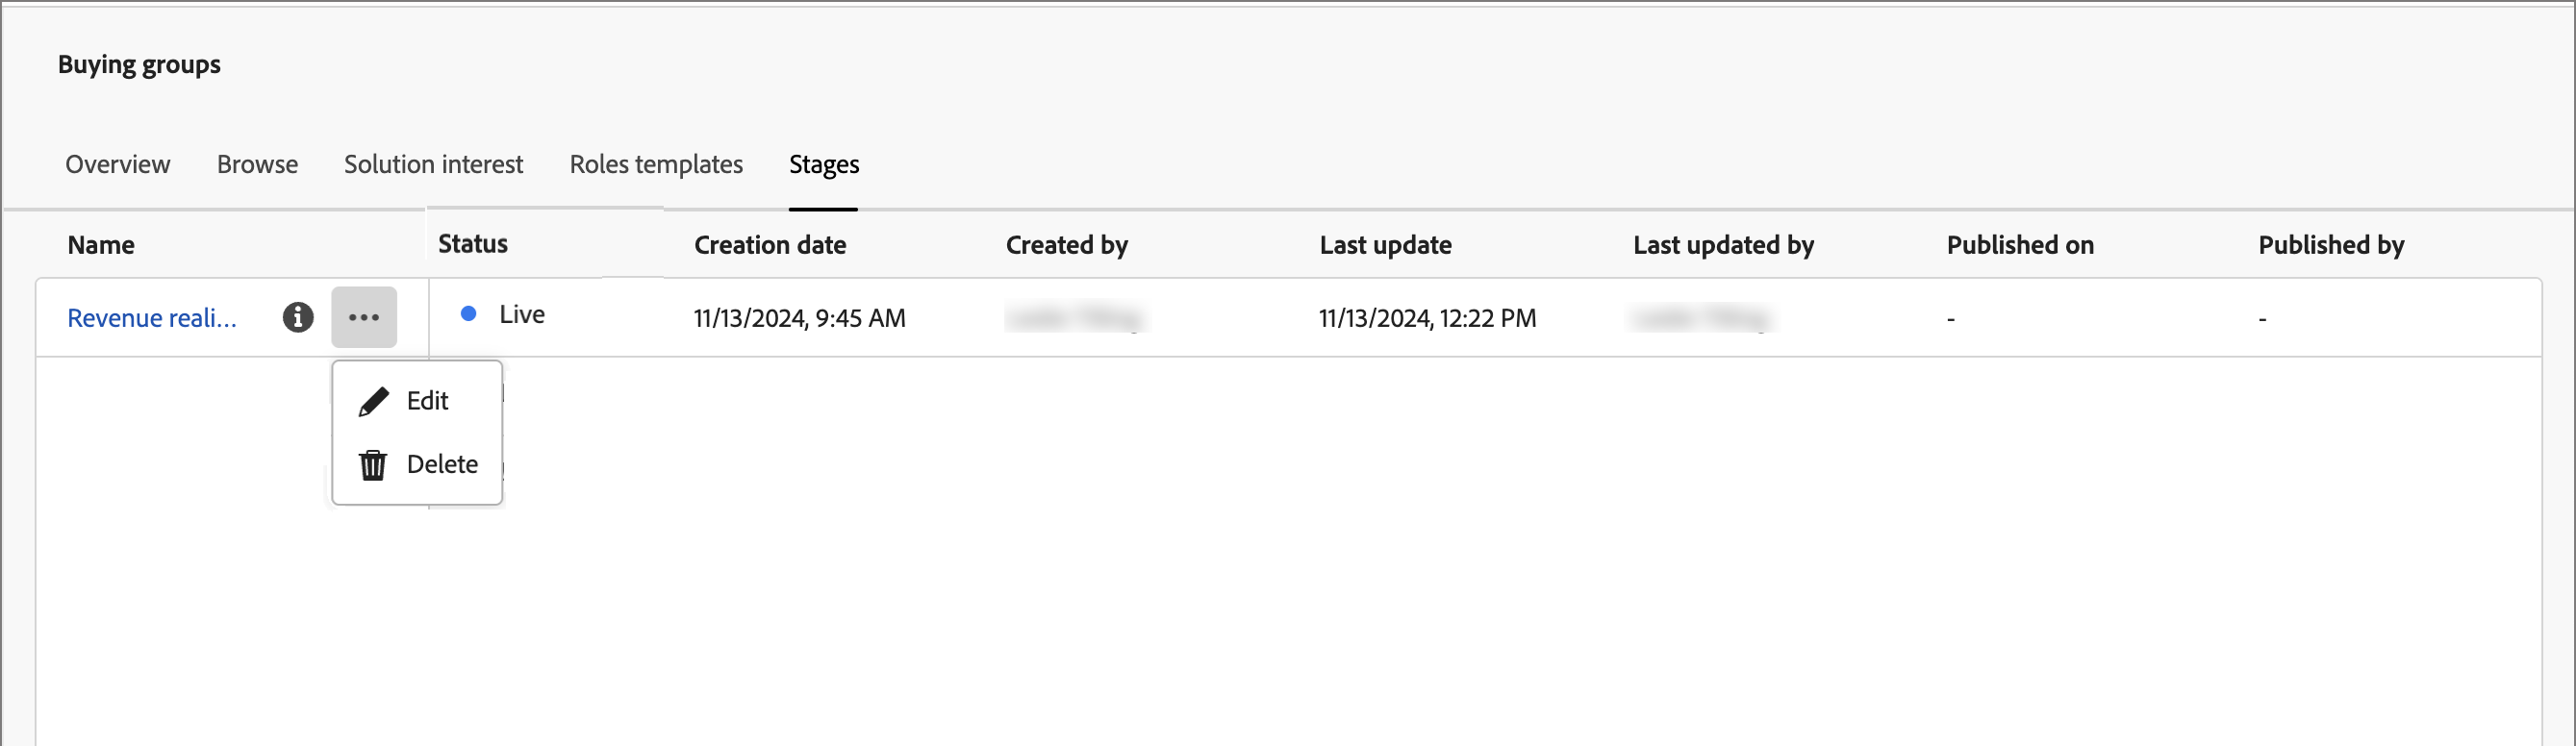 Buying groups
Overview Browse Solution interest Roles templates Stages
Name Status Creation date Created by Last update Last updated by Published on Published by
Revenue reali... Live 11/13/2024, 9:45 AM 11/13/2024, 12:22 PM - -
Edit
Delete